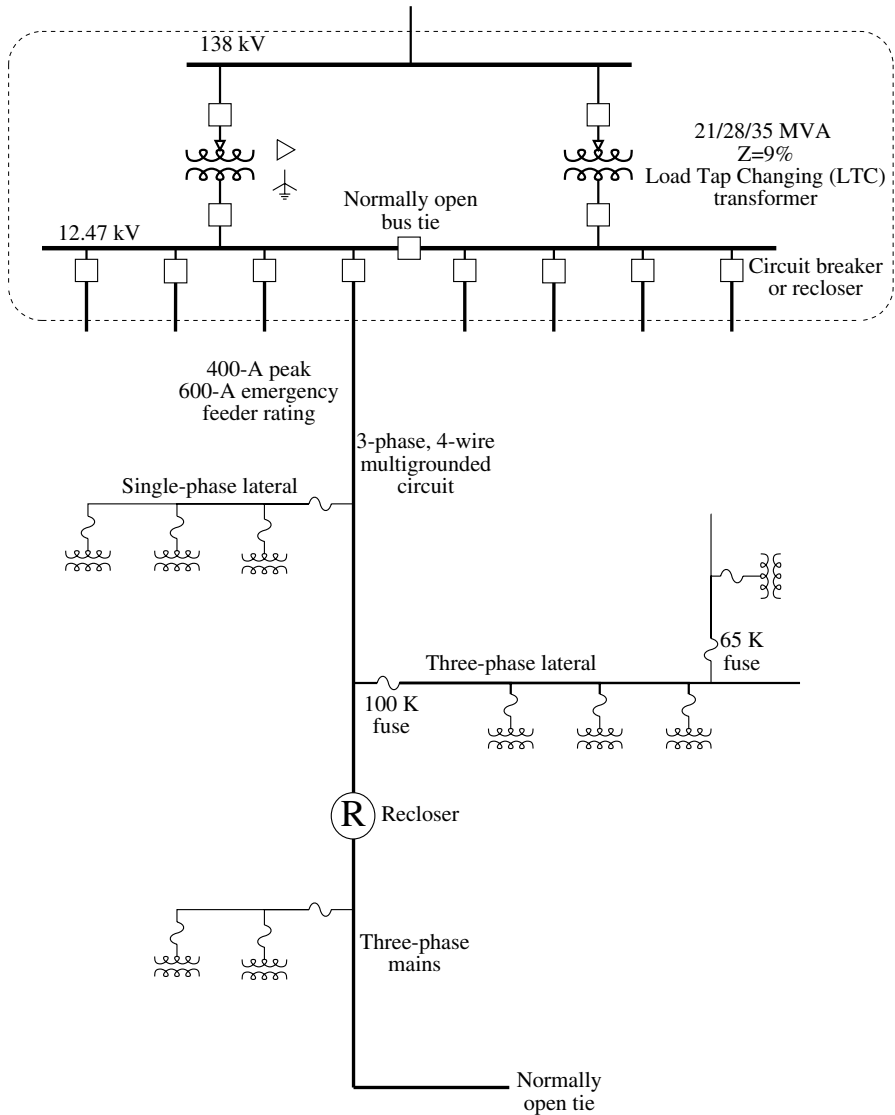 138 kV
21/28/35 MVA
Z=9%
Load Tap Changing (LTC)
transformer
Normally open
bus tie
12.47 kV
Circuit breaker
or recloser
400-A peak
600-A emergency
feeder rating
3-phase, 4-wire
multigrounded
circuit
Single-phase lateral
65 K
fuse
Three-phase lateral
100 K
fuse
R
Recloser
Three-phase
mains
Normally
open tie